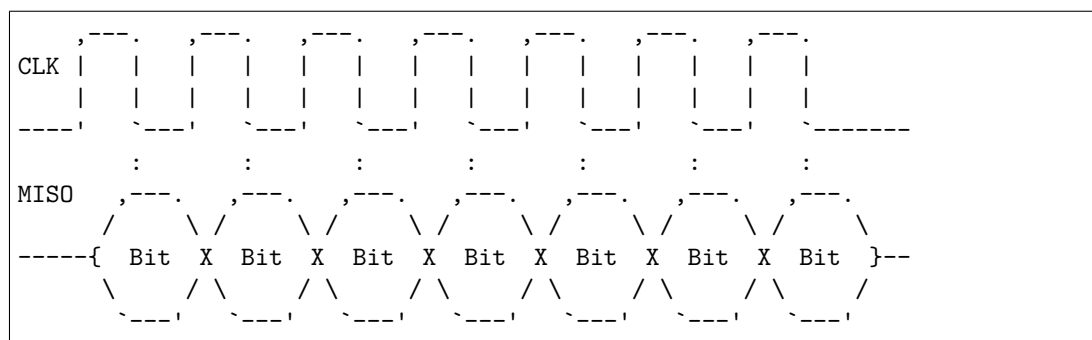 ,---.   ,---.   ,---.   ,---.   ,---.   ,---.   ,---.
CLK |   |   |   |   |   |   |   |   |   |   |   |   |   |
    |   |   |   |   |   |   |   |   |   |   |   |   |   |
----'   `---'   `---'   `---'   `---'   `---'   `---'   `-------
        :       :       :       :       :       :       :
MISO   ,---.   ,---.   ,---.   ,---.   ,---.   ,---.   ,---.
      /     \ /     \ /     \ /     \ /     \ /     \ /     \
-----{  Bit  X  Bit  X  Bit  X  Bit  X  Bit  X  Bit  X  Bit  }--
      \     / \     / \     / \     / \     / \     / \     /
       `---'   `---'   `---'   `---'   `---'   `---'   `---'